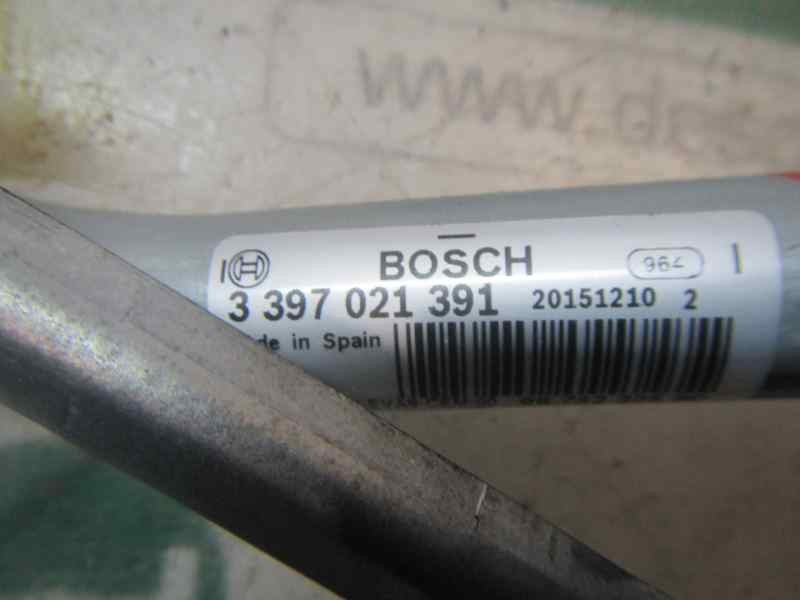 www.de
BOSCH
964
3 397 021 391 20151210 2
de in Spain